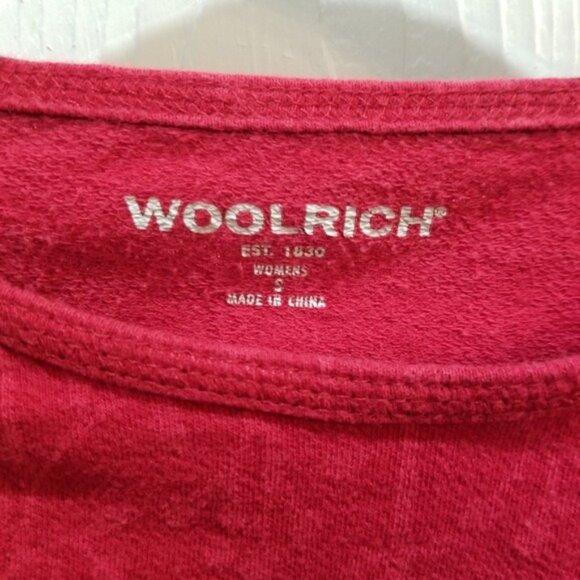 WOOLRICH®
EST. 1830
WOMENS
S
MADE IN CHINA